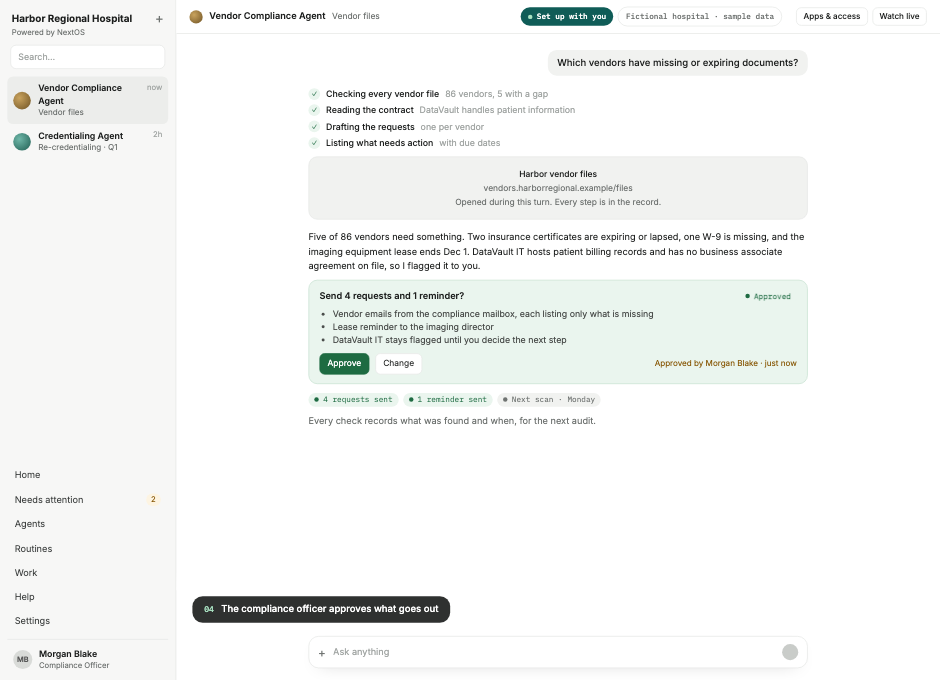 Harbor Regional Hospital +
Powered by NextOS
Search...
Vendor Compliance Agent now
Vendor files
Credentialing Agent 2h
Re-credentialing · Q1
Home
Needs attention 2
Agents
Routines
Work
Help
Settings
MB Morgan Blake
Compliance Officer
Vendor Compliance Agent Vendor files
Set up with you
Fictional hospital · sample data
Apps & access
Watch live
Which vendors have missing or expiring documents?
✓ Checking every vendor file 86 vendors, 5 with a gap
✓ Reading the contract DataVault handles patient information
✓ Drafting the requests one per vendor
✓ Listing what needs action with due dates
Harbor vendor files
vendors.harborregional.example/files
Opened during this turn. Every step is in the record.
Five of 86 vendors need something. Two insurance certificates are expiring or lapsed, one W-9 is missing, and the
imaging equipment lease ends Dec 1. DataVault IT hosts patient billing records and has no business associate
agreement on file, so I flagged it to you.
Send 4 requests and 1 reminder? Approved
• Vendor emails from the compliance mailbox, each listing only what is missing
• Lease reminder to the imaging director
• DataVault IT stays flagged until you decide the next step
Approve Change Approved by Morgan Blake · just now
4 requests sent 1 reminder sent Next scan · Monday
Every check records what was found and when, for the next audit.
04 The compliance officer approves what goes out
+ Ask anything